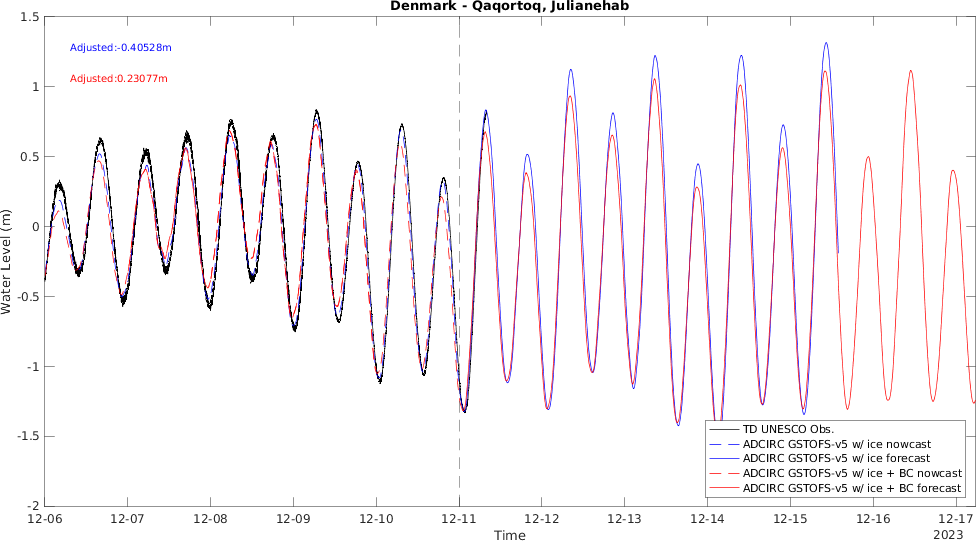 Denmark - Qaqortoq, Julianehab
1.5
Adjusted:-0.40528m
Adjusted:0.23077m
1
0.5
0
-0.5
-1
-1.5
-2
Water Level (m)
TD UNESCO Obs.
ADCIRC GSTOFS-v5 w/ ice nowcast
ADCIRC GSTOFS-v5 w/ ice forecast
ADCIRC GSTOFS-v5 w/ ice + BC nowcast
ADCIRC GSTOFS-v5 w/ ice + BC forecast
12-06 12-07 12-08 12-09 12-10 12-11 12-12 12-13 12-14 12-15 12-16 12-17
Time
2023